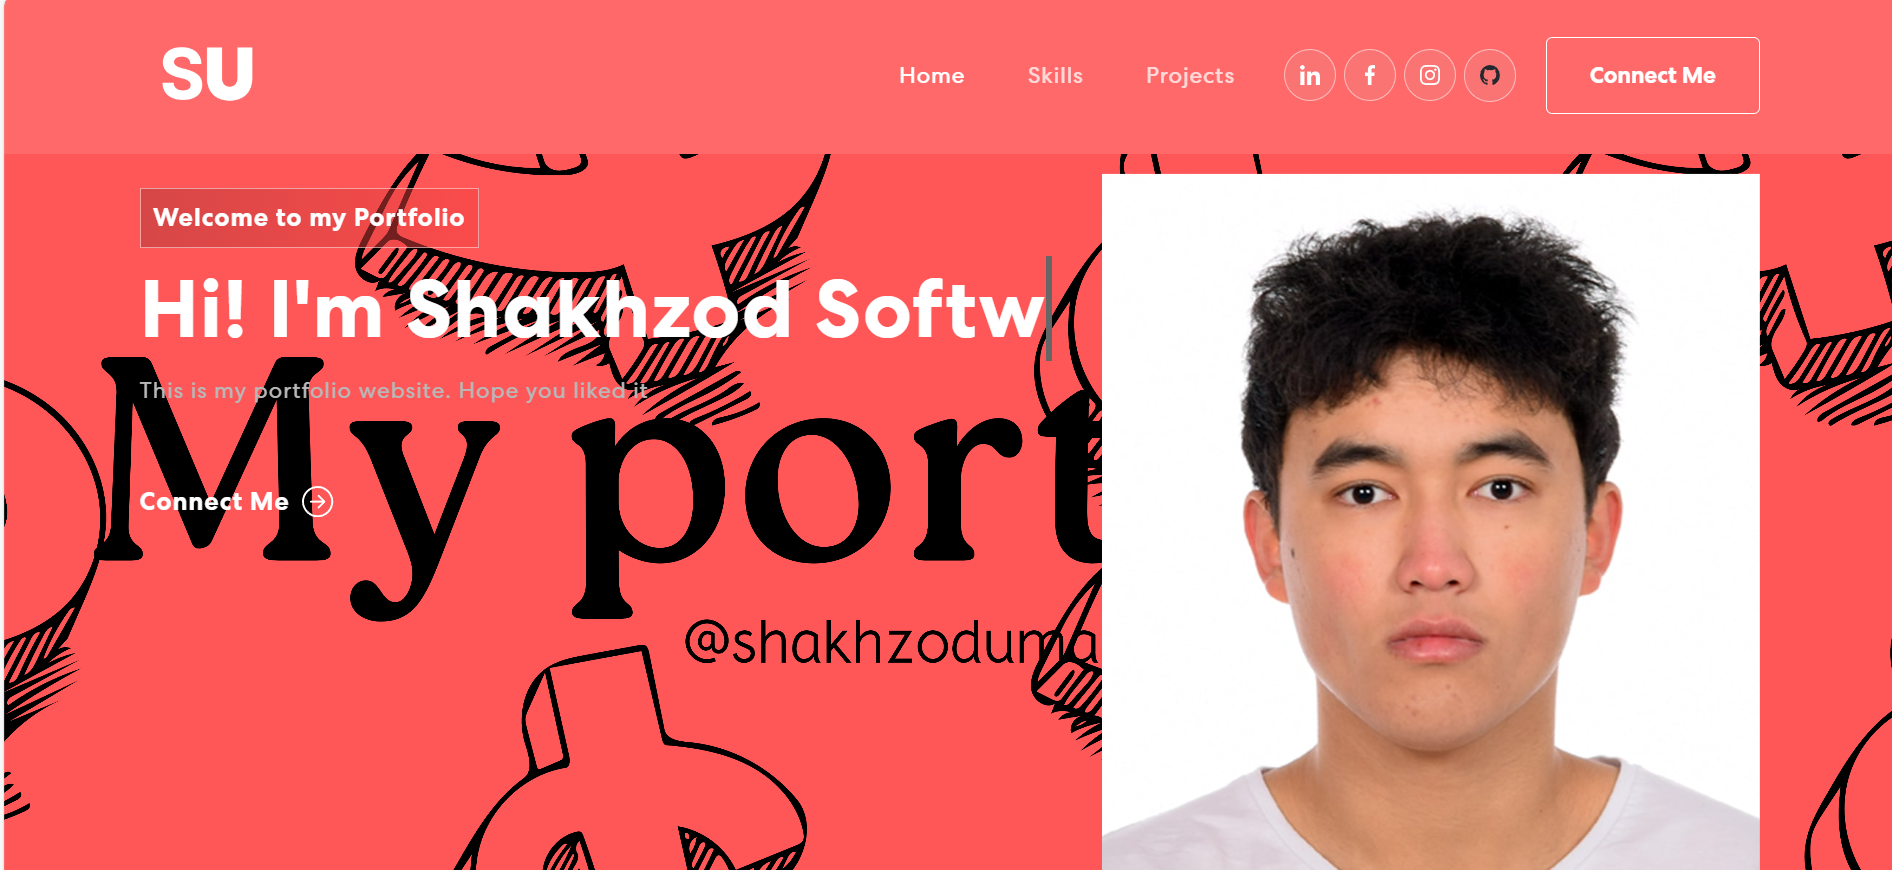 SU
Home Skills Projects Connect Me
Welcome to my Portfolio
Hi! I'm Shakhzod Softw
This is my portfolio website. Hope you liked it
Connect Me
My port
@shakhzoduma